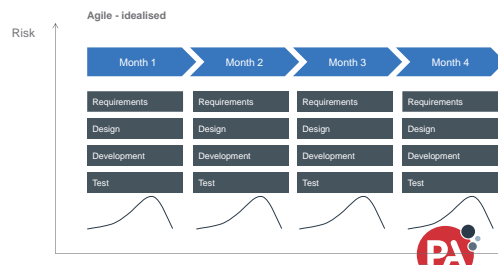 Agile - idealised
Risk
Month 1 Month 2 Month 3 Month 4
Requirements Requirements Requirements Requirements
Design Design Design Design
Development Development Development Development
Test Test Test Test
PA